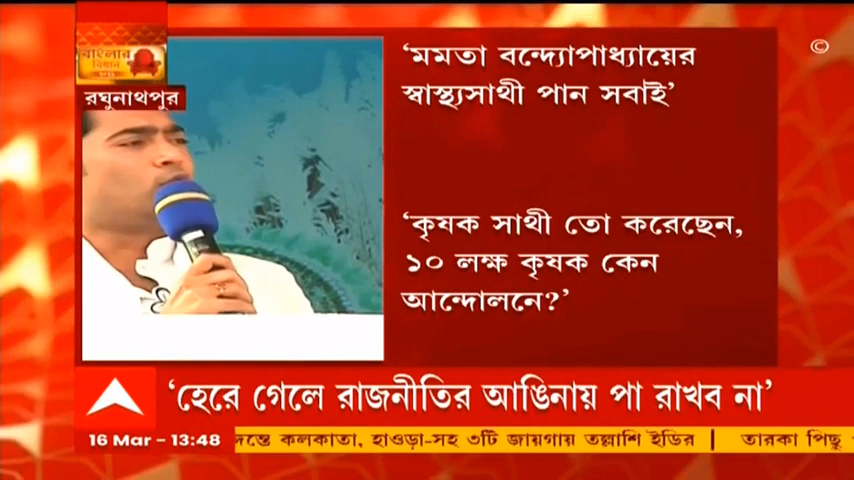 বাংলার
বিধান
রঘুনাথপুর
©
‘মমতা বন্দ্যোপাধ্যায়ের
স্বাস্থ্যসাথী পান সবাই’
‘কৃষক সাথী তো করেছেন,
১০ লক্ষ কৃষক কেন
আন্দোলনে?’
‘হেরে গেলে রাজনীতির আঙিনায় পা রাখব না’
16 Mar - 13:48
দন্তে কলকাতা, হাওড়া-সহ ৩টি জায়গায় তল্লাশি ইডির | তারকা পিছু